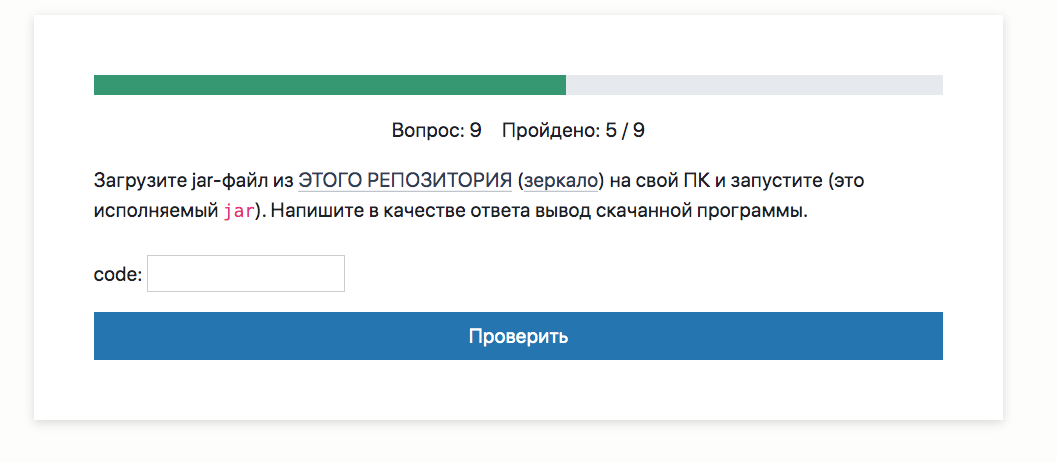 Вопрос: 9 Пройдено: 5 / 9
Загрузите jar-файл из ЭТОГО РЕПОЗИТОРИЯ (зеркало) на свой ПК и запустите (это
исполняемый jar). Напишите в качестве ответа вывод скачанной программы.
code:
Проверить